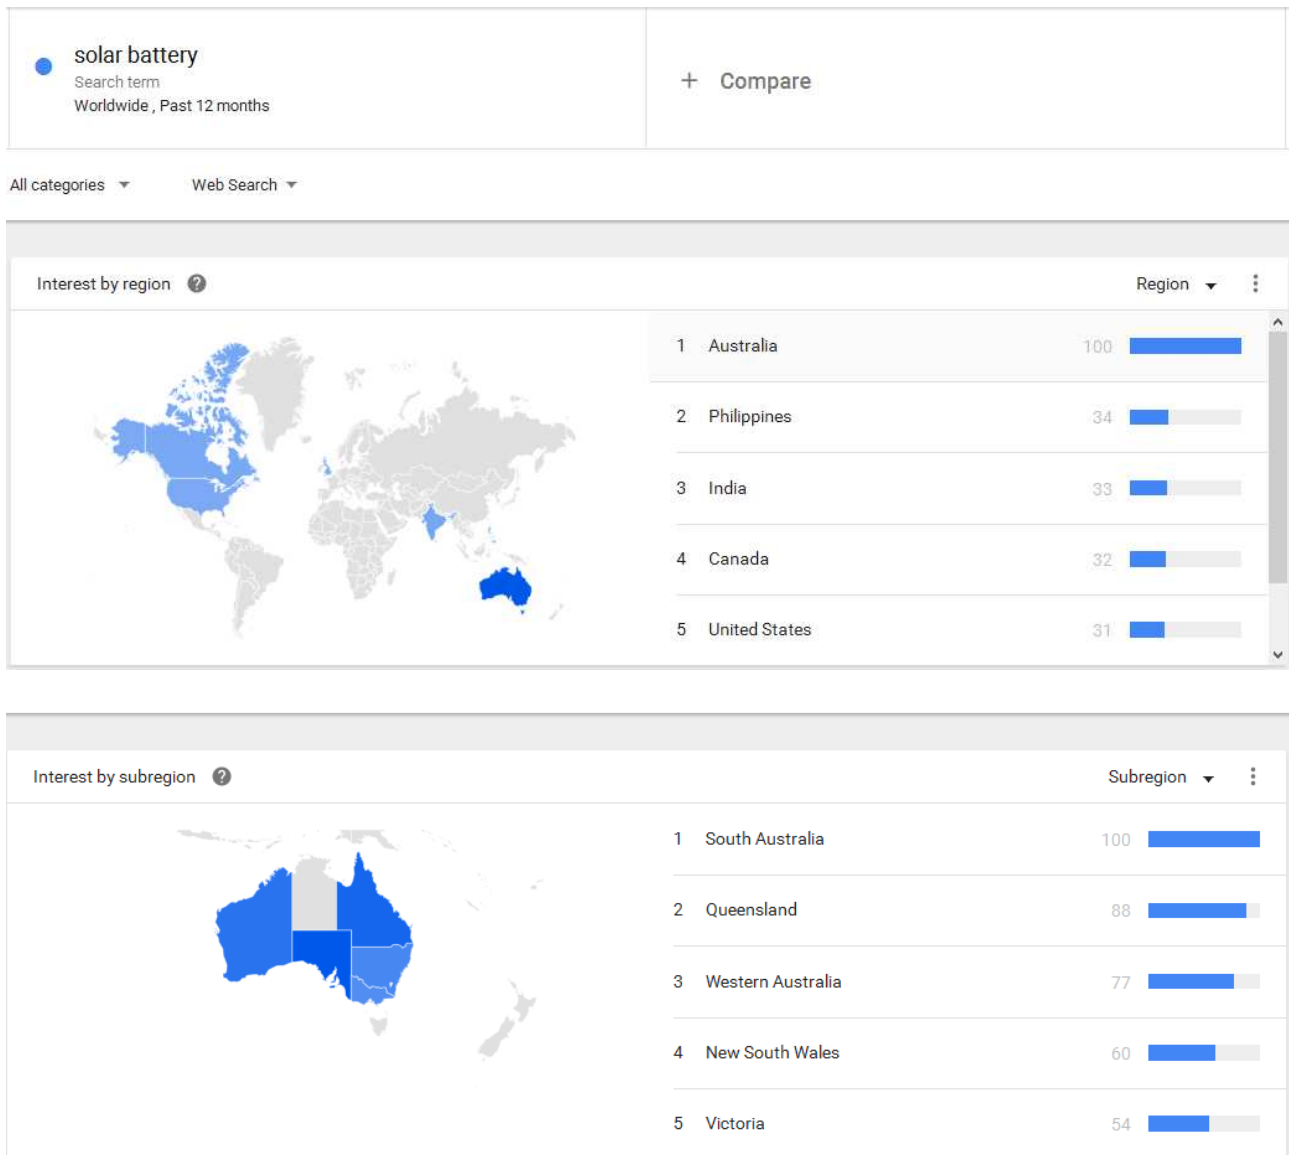 solar battery
Search term
Worldwide , Past 12 months
+ Compare
All categories
Web Search
Interest by region ?
Region
1 Australia 100
2 Philippines 34
3 India 33
4 Canada 32
5 United States 31
Interest by subregion ?
Subregion
1 South Australia 100
2 Queensland 88
3 Western Australia 77
4 New South Wales 60
5 Victoria 54